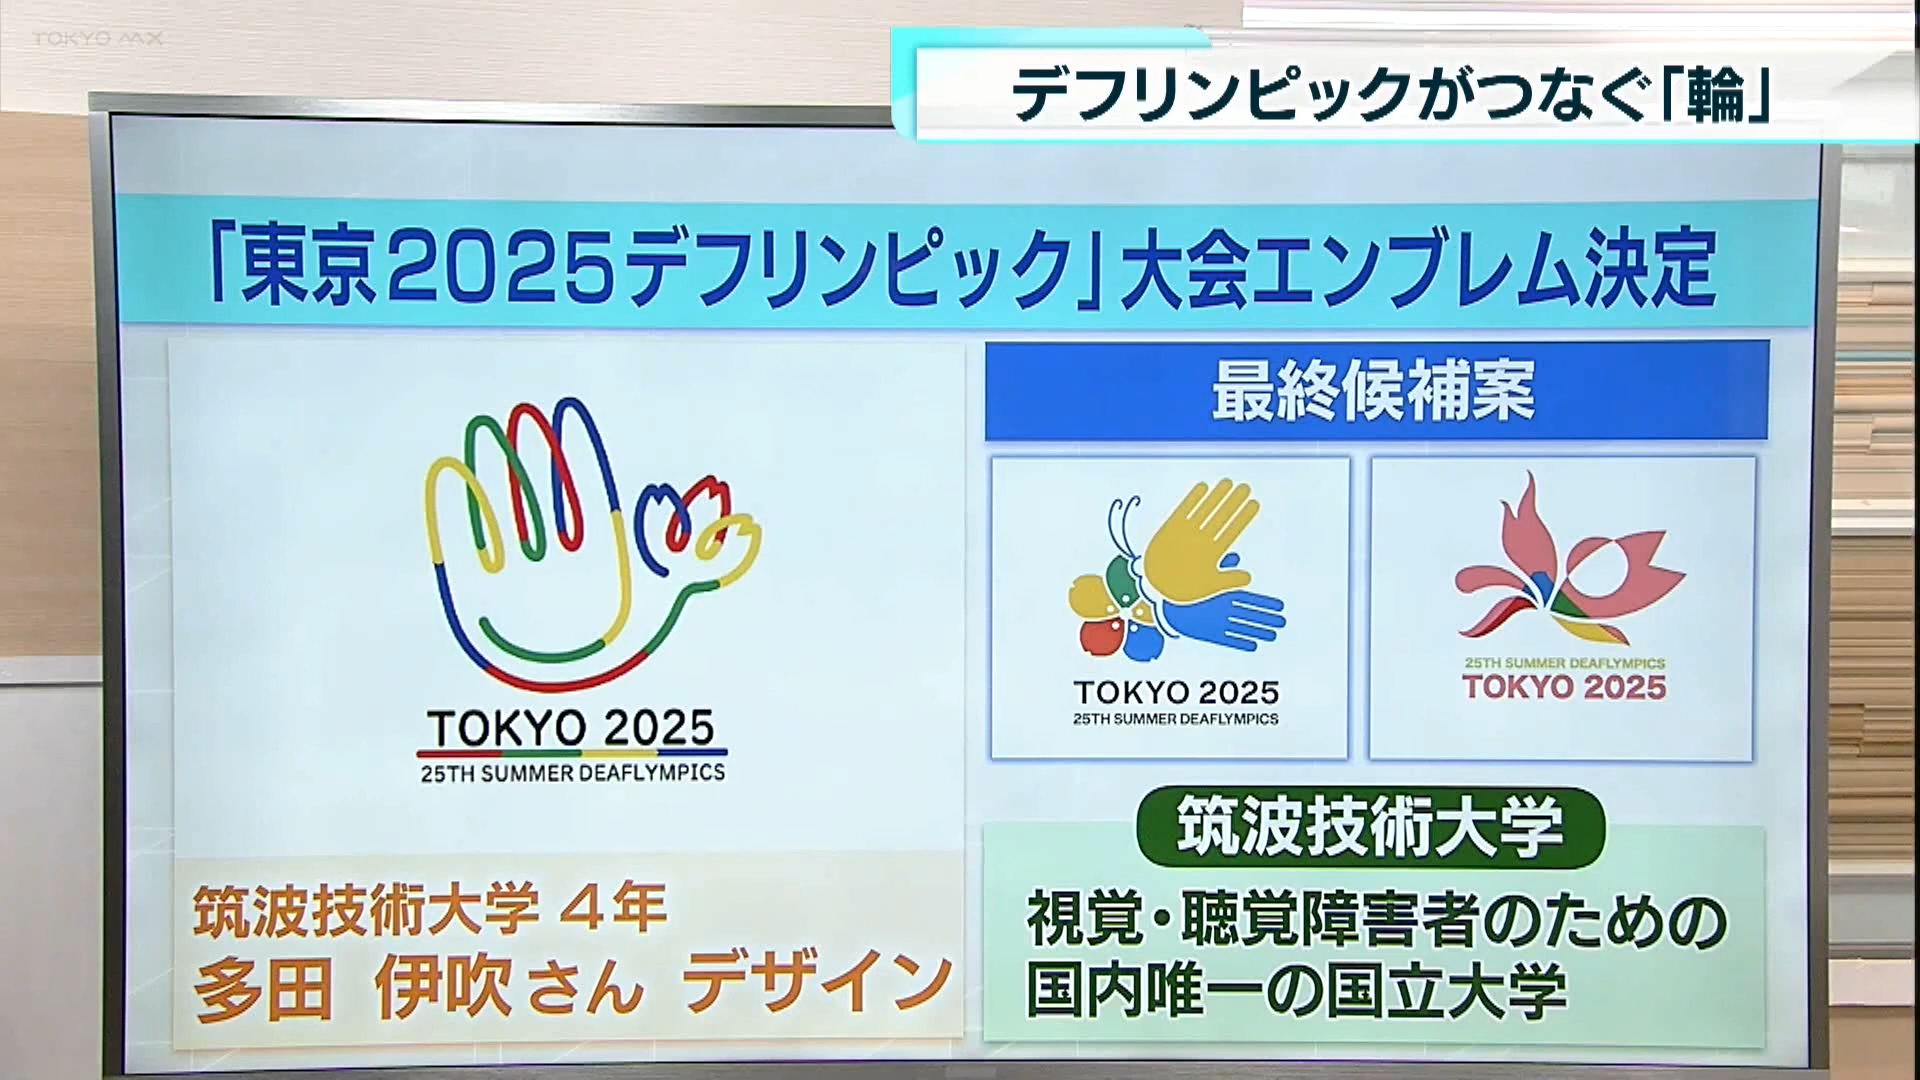 TOKYO MX
デフリンピックがつなぐ「輪」
「東京2025デフリンピック」大会エンブレム決定
TOKYO 2025
25TH SUMMER DEAFLYMPICS
筑波技術大学 4年
多田 伊吹さん デザイン
最終候補案
TOKYO 2025
25TH SUMMER DEAFLYMPICS
25TH SUMMER DEAFLYMPICS
TOKYO 2025
筑波技術大学
視覚・聴覚障害者のための
国内唯一の国立大学